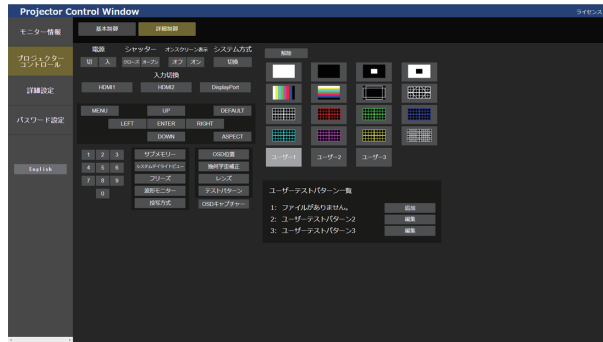 Projector Control Window
ライセンス
モニター情報
プロジェクター
コントロール
詳細設定
パスワード設定
English
基本制御
詳細制御
電源 シャッター オンスクリーン表示 システム方式
切 入 クローズ オープン オフ オン 切換
入力切換
HDMI1 HDMI2 DisplayPort
MENU UP DEFAULT
LEFT ENTER RIGHT
DOWN ASPECT
1 2 3 サブメモリー OSD位置
4 5 6 システムデイライトビュー 幾何学歪補正
7 8 9 フリーズ レンズ
0 波形モニター テストパターン
投写方式 OSDキャプチャー
解除
ユーザー1 ユーザー2 ユーザー3
ユーザーテストパターン一覧
1: ファイルがありません。 追加
2: ユーザーテストパターン2 編集
3: ユーザーテストパターン3 編集